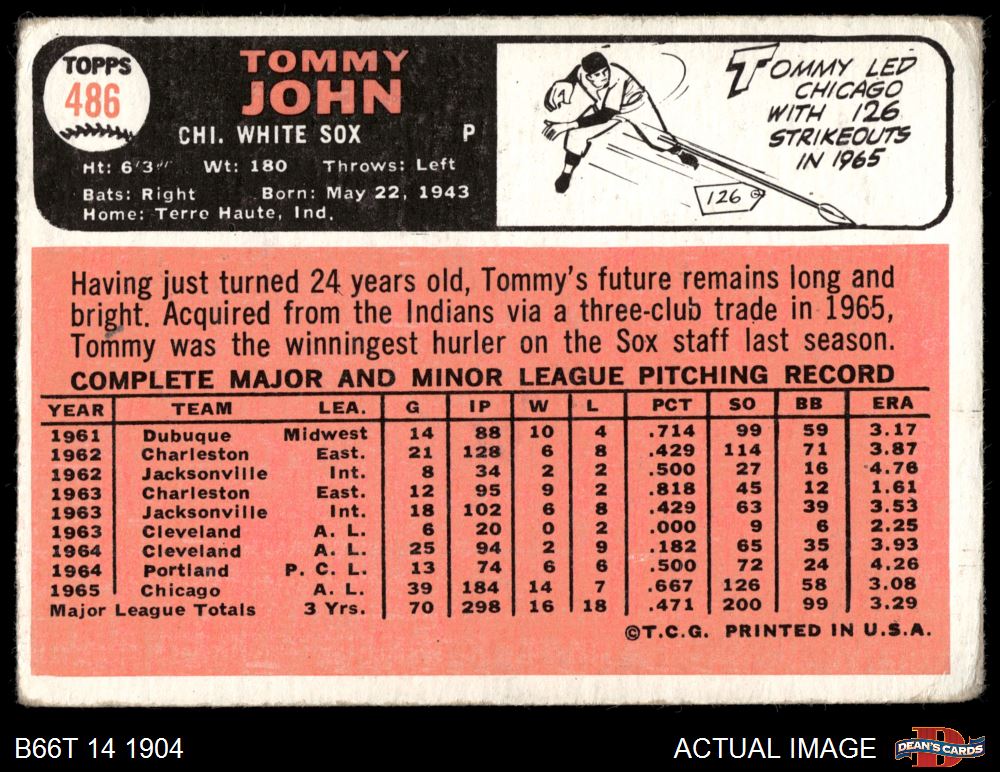 TOPPS
486
TOMMY
JOHN
CHI. WHITE SOX P
Ht: 6'3" Wt: 180 Throws: Left
Bats: Right Born: May 22, 1943
Home: Terre Haute, Ind.
TOMMY LED
CHICAGO
WITH 126
STRIKEOUTS
IN 1965
126
Having just turned 24 years old, Tommy's future remains long and
bright. Acquired from the Indians via a three-club trade in 1965,
Tommy was the winningest hurler on the Sox staff last season.
COMPLETE MAJOR AND MINOR LEAGUE PITCHING RECORD
YEAR TEAM LEA. G IP W L PCT SO BB ERA
1961 Dubuque Midwest 14 88 10 4 .714 99 59 3.17
1962 Charleston East. 21 128 6 8 .429 114 71 3.87
1962 Jacksonville Int. 8 34 2 2 .500 27 16 4.76
1963 Charleston East. 12 95 9 2 .818 45 12 1.61
1963 Jacksonville Int. 18 102 6 8 .429 63 39 3.53
1963 Cleveland A. L. 6 20 0 2 .000 9 6 2.25
1964 Cleveland A. L. 25 94 2 9 .182 65 35 3.93
1964 Portland P. C. L. 13 74 6 6 .500 72 24 4.26
1965 Chicago A. L. 39 184 14 7 .667 126 58 3.08
Major League Totals 3 Yrs. 70 298 16 18 .471 200 99 3.29
©T.C.G. PRINTED IN U.S.A.
B66T 14 1904
ACTUAL IMAGE
DEAN'S CARDS